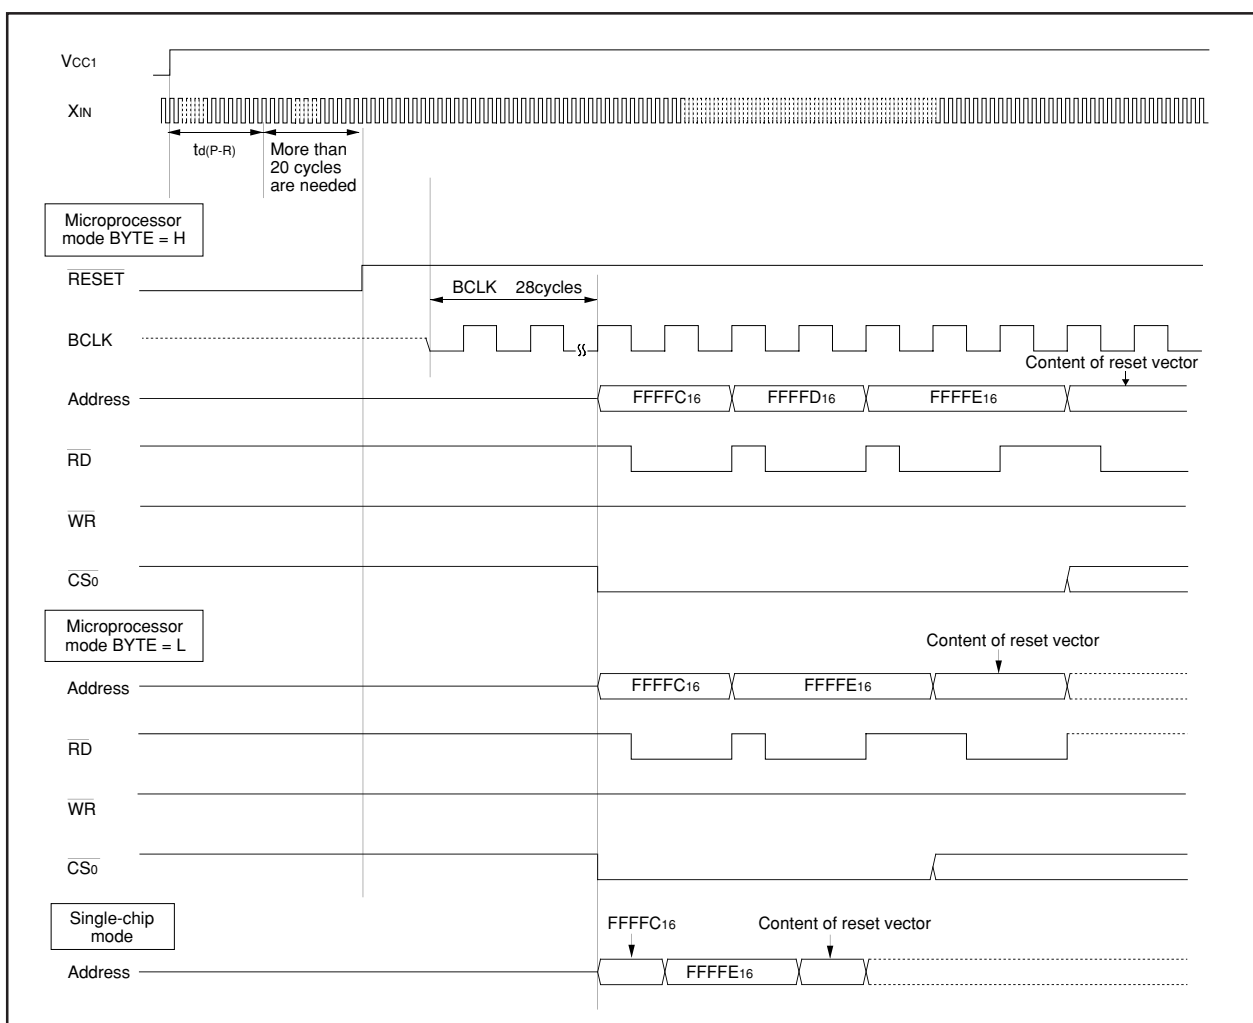 VCC1
XIN
td(P-R)
More than
20 cycles
are needed
Microprocessor
mode BYTE = H
RESET
BCLK 28cycles
BCLK
Content of reset vector
Address
FFFFC16
FFFFD16
FFFFE16
RD
WR
CS0
Microprocessor
mode BYTE = L
Content of reset vector
Address
FFFFC16
FFFFE16
RD
WR
CS0
Single-chip
mode
FFFFC16
Content of reset vector
Address
FFFFE16